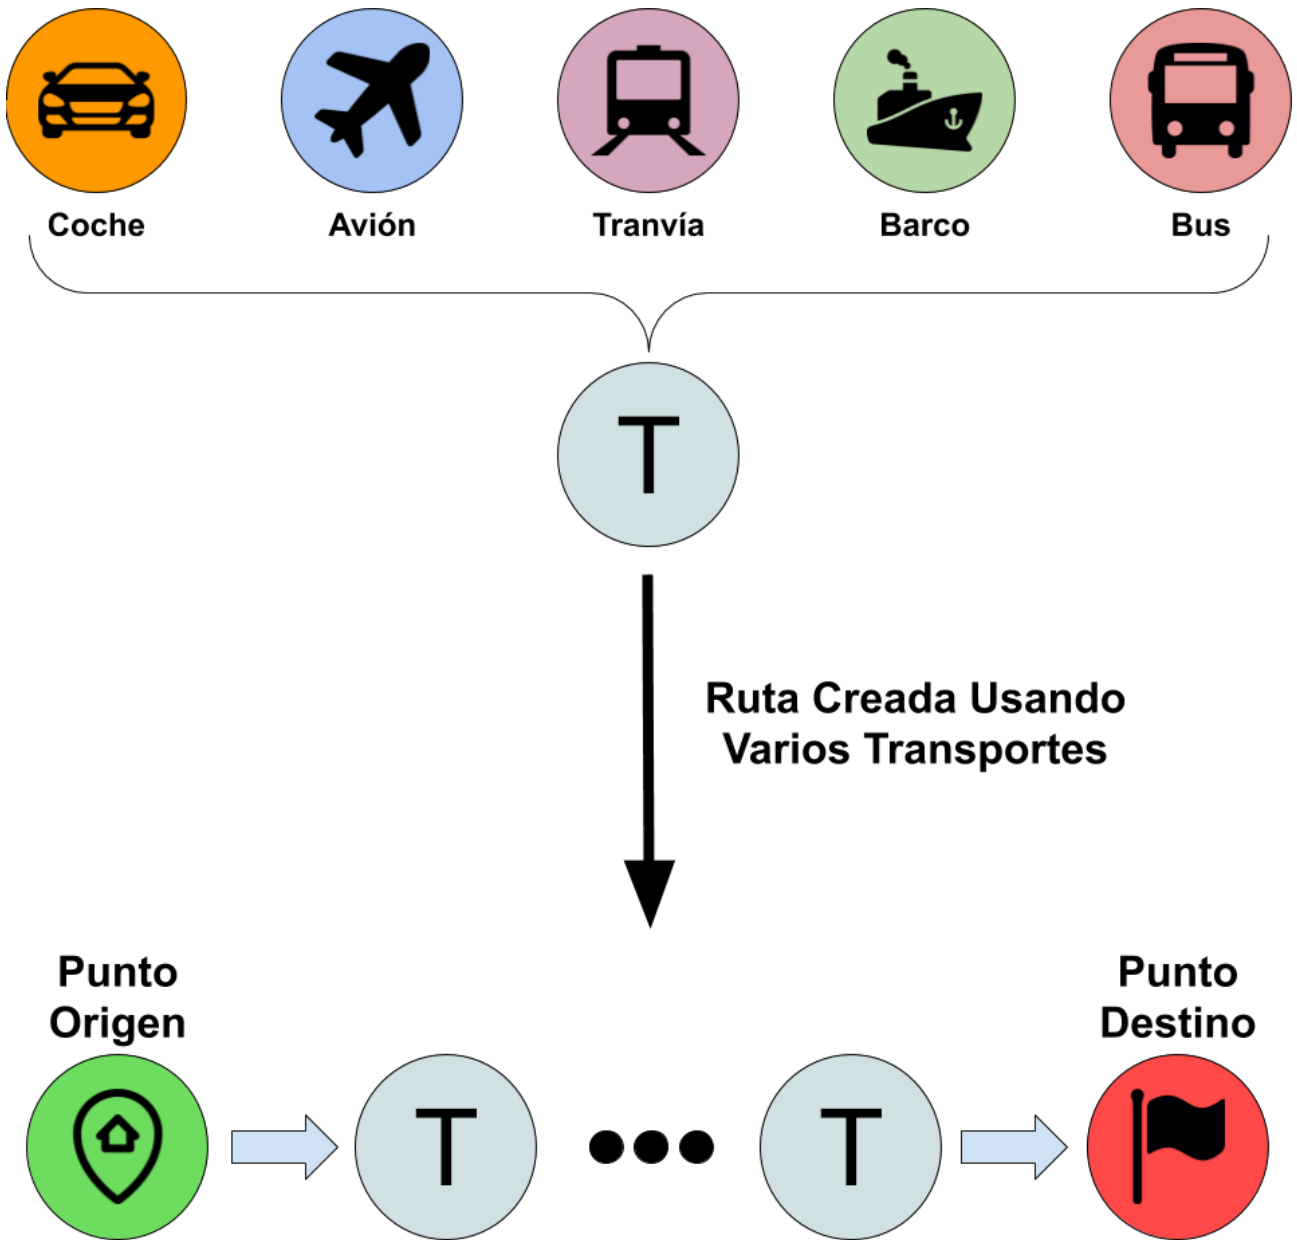 Coche
Avión
Tranvía
Barco
Bus
T
Ruta Creada Usando
Varios Transportes
Punto
Origen
Punto
Destino
T
T